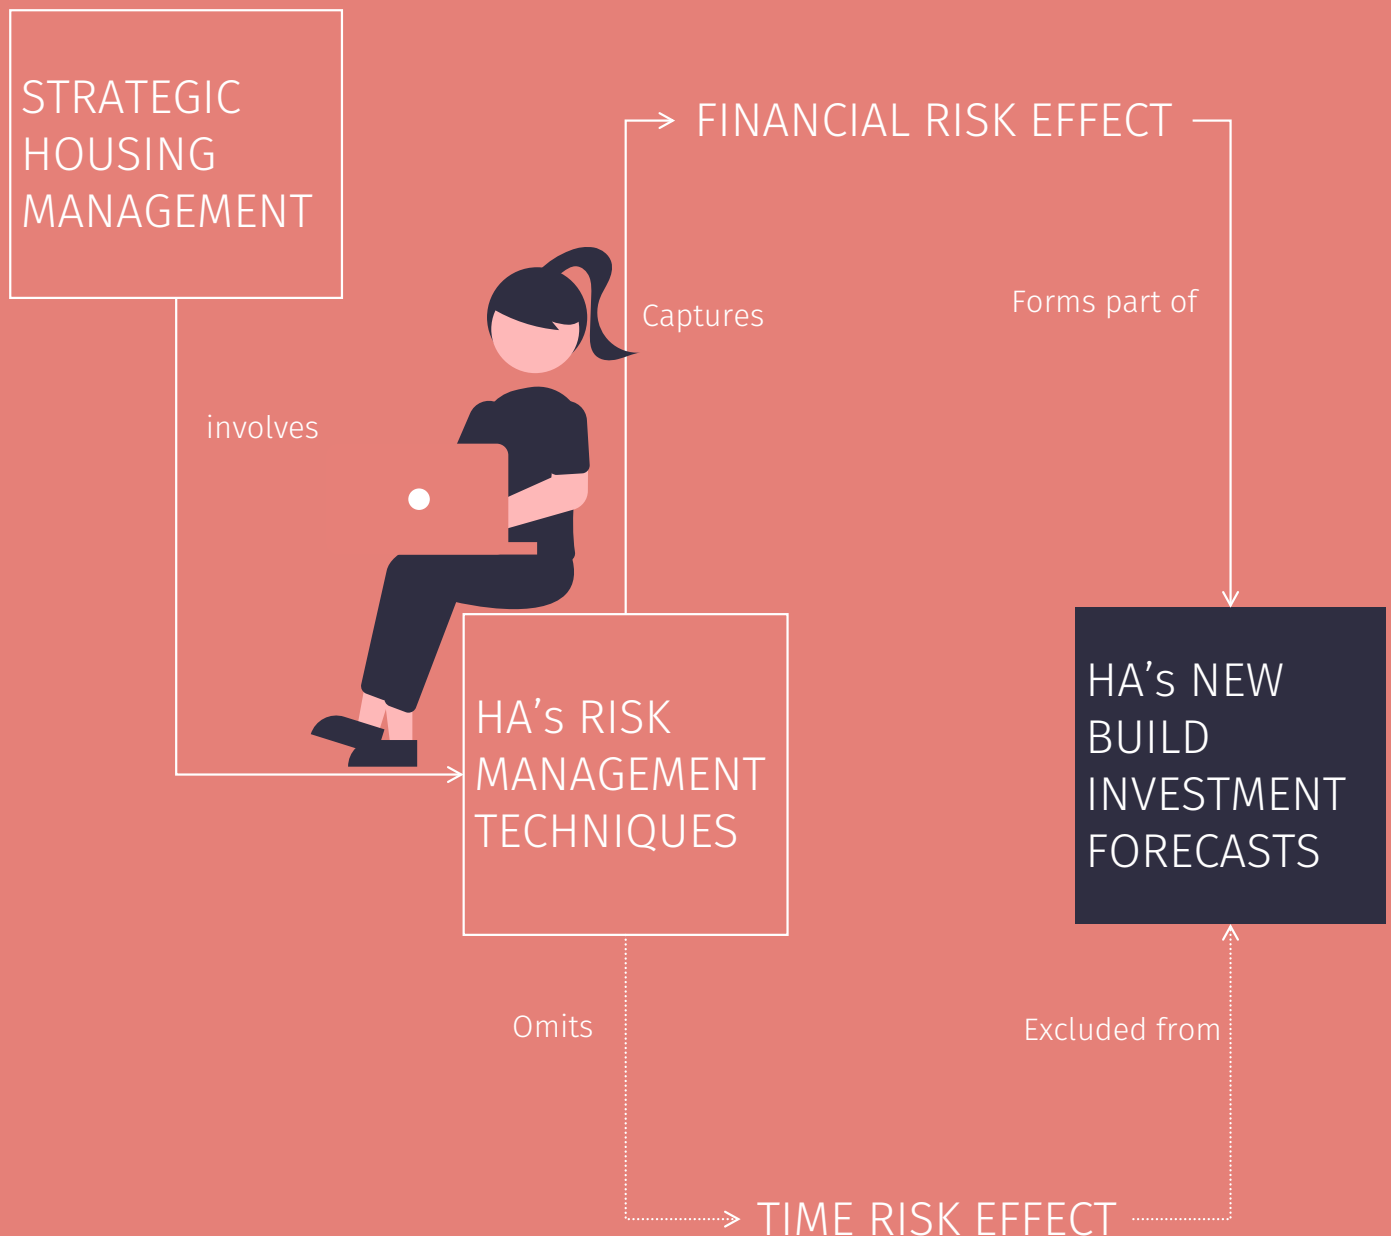 STRATEGIC
HOUSING
MANAGEMENT
FINANCIAL RISK EFFECT
Captures
Forms part of
involves
HA’s RISK
MANAGEMENT
TECHNIQUES
HA’s NEW
BUILD
INVESTMENT
FORECASTS
Omits
Excluded from
TIME RISK EFFECT